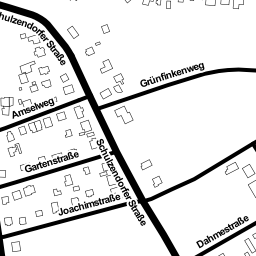 Schulzendorfer Straße
Grünfinkenweg
Amselweg
Schulzendorfer Straße
Gartenstraße
Joachimstraße
Dahmestraße